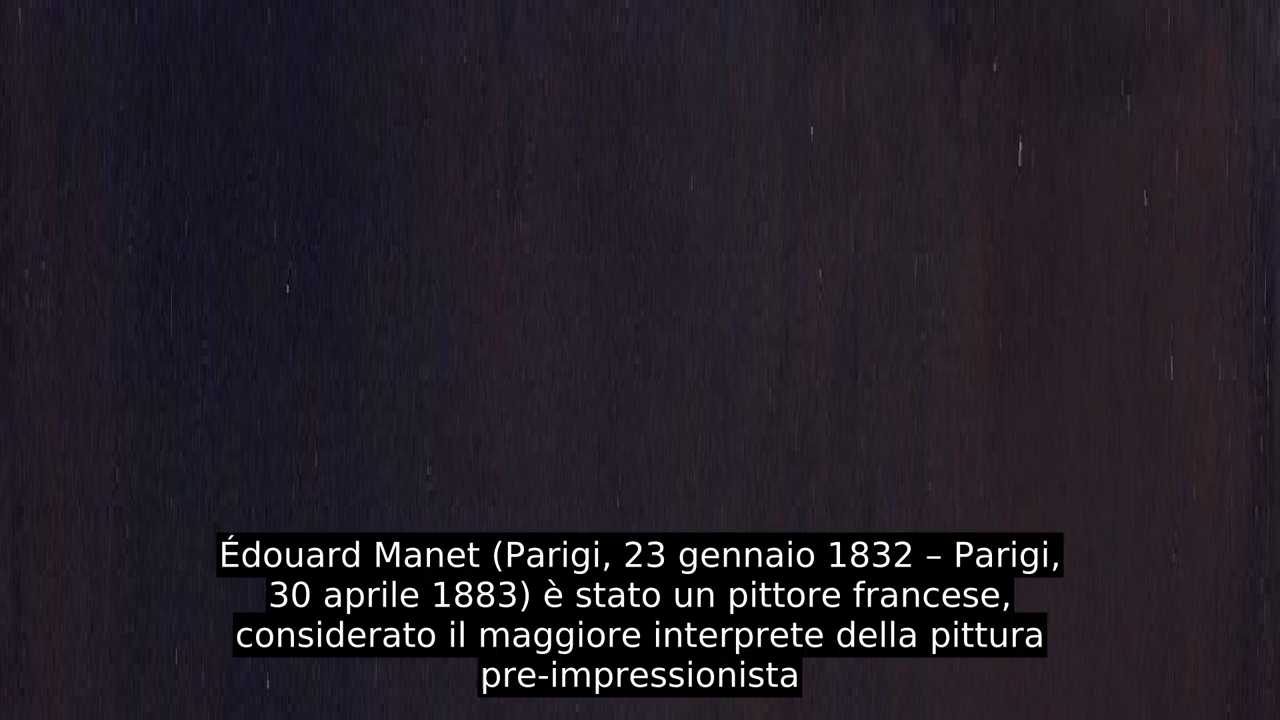 Édouard Manet (Parigi, 23 gennaio 1832 – Parigi,
30 aprile 1883) è stato un pittore francese,
considerato il maggiore interprete della pittura
pre-impressionista